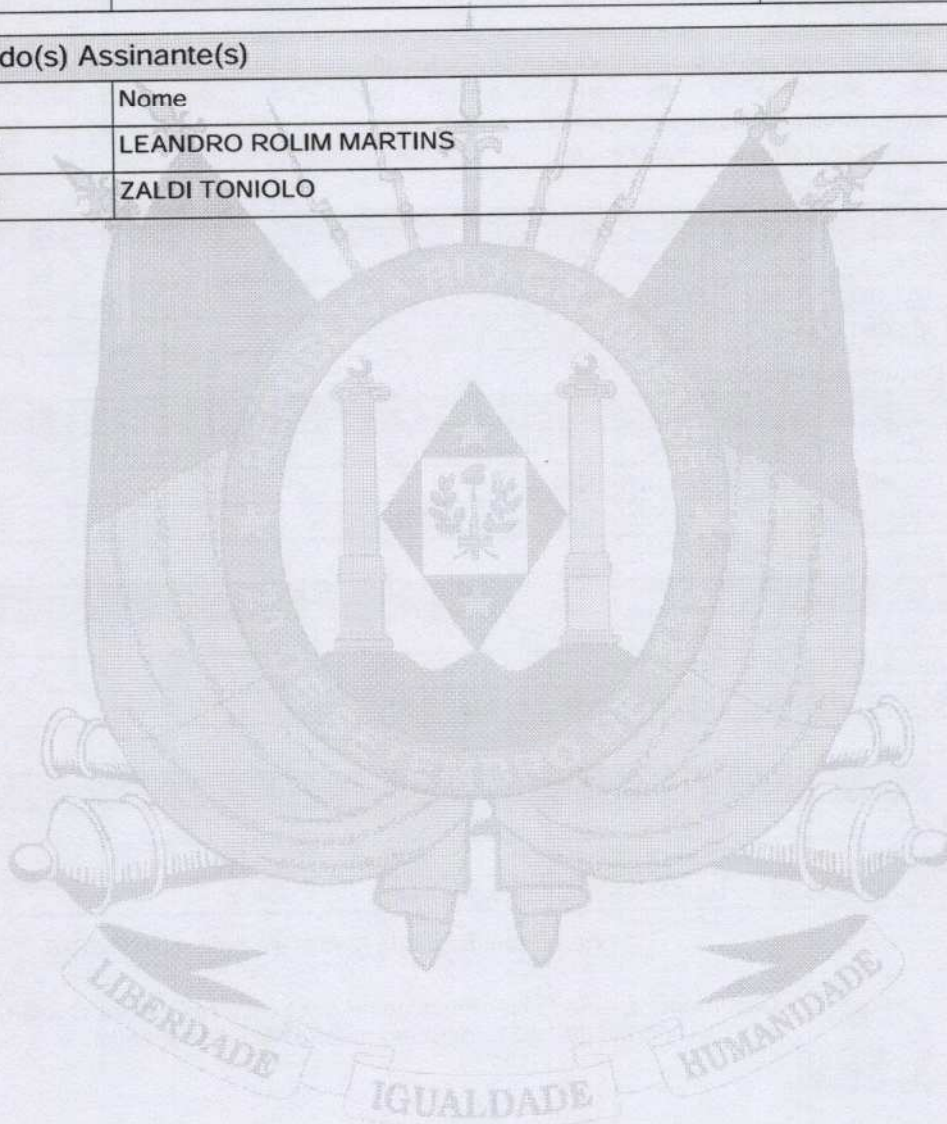 do(s) Assinante(s)
Nome
LEANDRO ROLIM MARTINS
ZALDI TONIOLO
LIBERDADE
IGUALDADE
HUMANIDADE